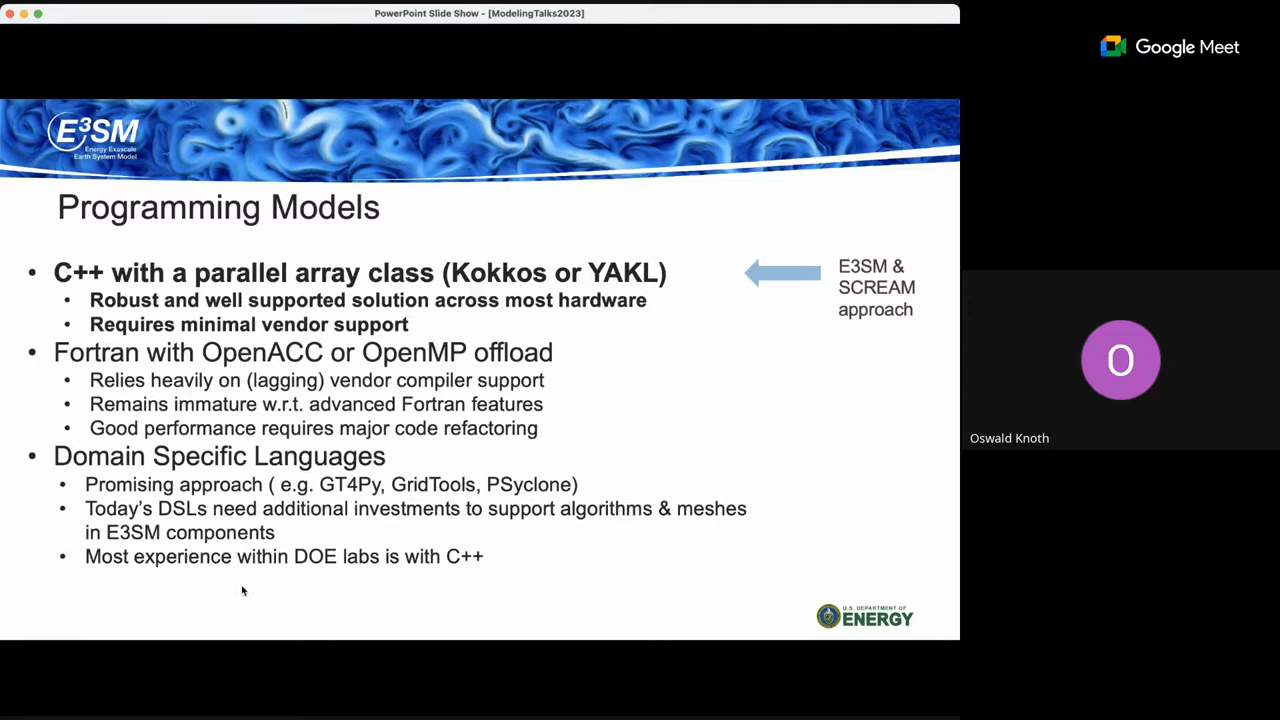 PowerPoint Slide Show - [ModelingTalks2023]
Google Meet
E³SM
Energy Exascale
Earth System Model
Programming Models
• C++ with a parallel array class (Kokkos or YAKL)
• Robust and well supported solution across most hardware
• Requires minimal vendor support
E3SM &
SCREAM
approach
• Fortran with OpenACC or OpenMP offload
• Relies heavily on (lagging) vendor compiler support
• Remains immature w.r.t. advanced Fortran features
• Good performance requires major code refactoring
• Domain Specific Languages
• Promising approach ( e.g. GT4Py, GridTools, PSyclone)
• Today's DSLs need additional investments to support algorithms & meshes
in E3SM components
• Most experience within DOE labs is with C++
U.S. DEPARTMENT OF
ENERGY
O
Oswald Knoth